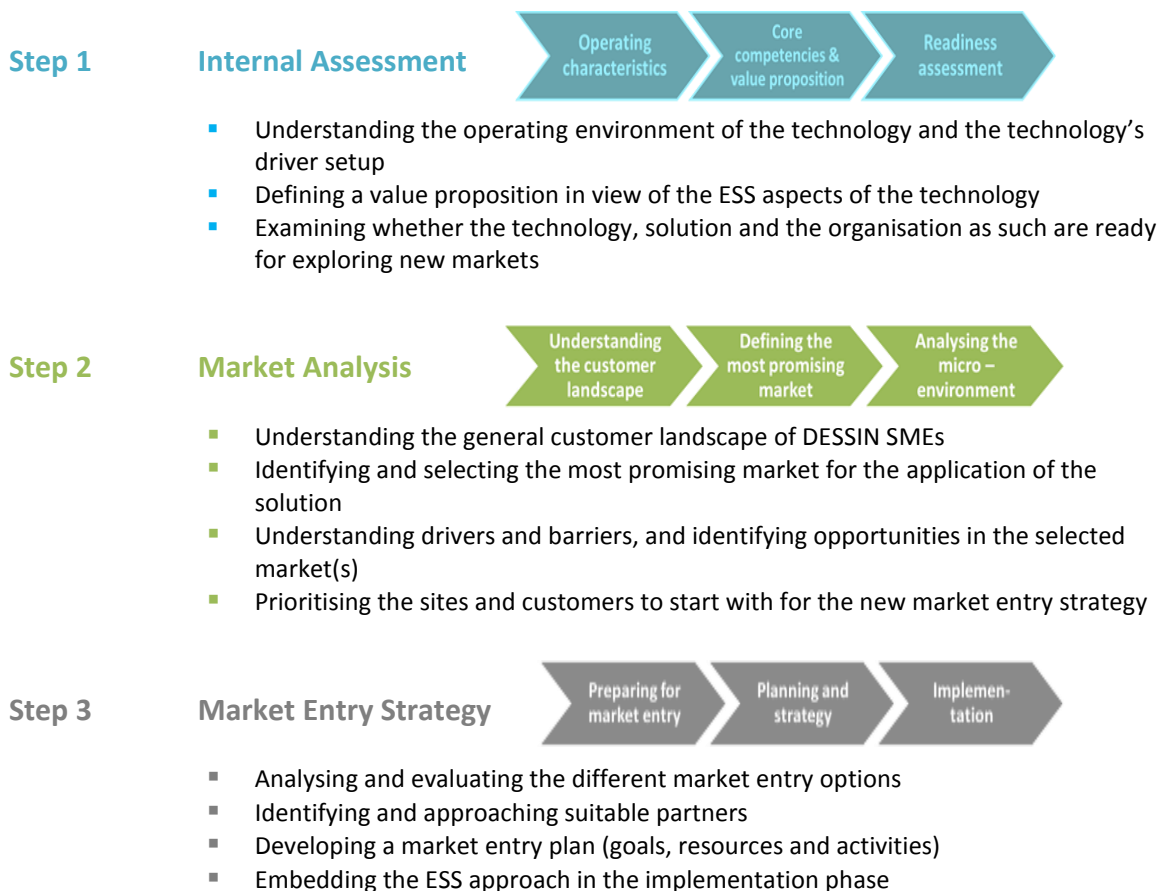 Step 1
Internal Assessment
Operating
characteristics
Core
competencies &
value proposition
Readiness
assessment
▪ Understanding the operating environment of the technology and the technology's
driver setup
▪ Defining a value proposition in view of the ESS aspects of the technology
▪ Examining whether the technology, solution and the organisation as such are ready
for exploring new markets
Step 2
Market Analysis
Understanding
the customer
landscape
Defining the
most promising
market
Analysing the
micro –
environment
▪ Understanding the general customer landscape of DESSIN SMEs
▪ Identifying and selecting the most promising market for the application of the
solution
▪ Understanding drivers and barriers, and identifying opportunities in the selected
market(s)
▪ Prioritising the sites and customers to start with for the new market entry strategy
Step 3
Market Entry Strategy
Preparing for
market entry
Planning and
strategy
Implemen-
tation
▪ Analysing and evaluating the different market entry options
▪ Identifying and approaching suitable partners
▪ Developing a market entry plan (goals, resources and activities)
▪ Embedding the ESS approach in the implementation phase